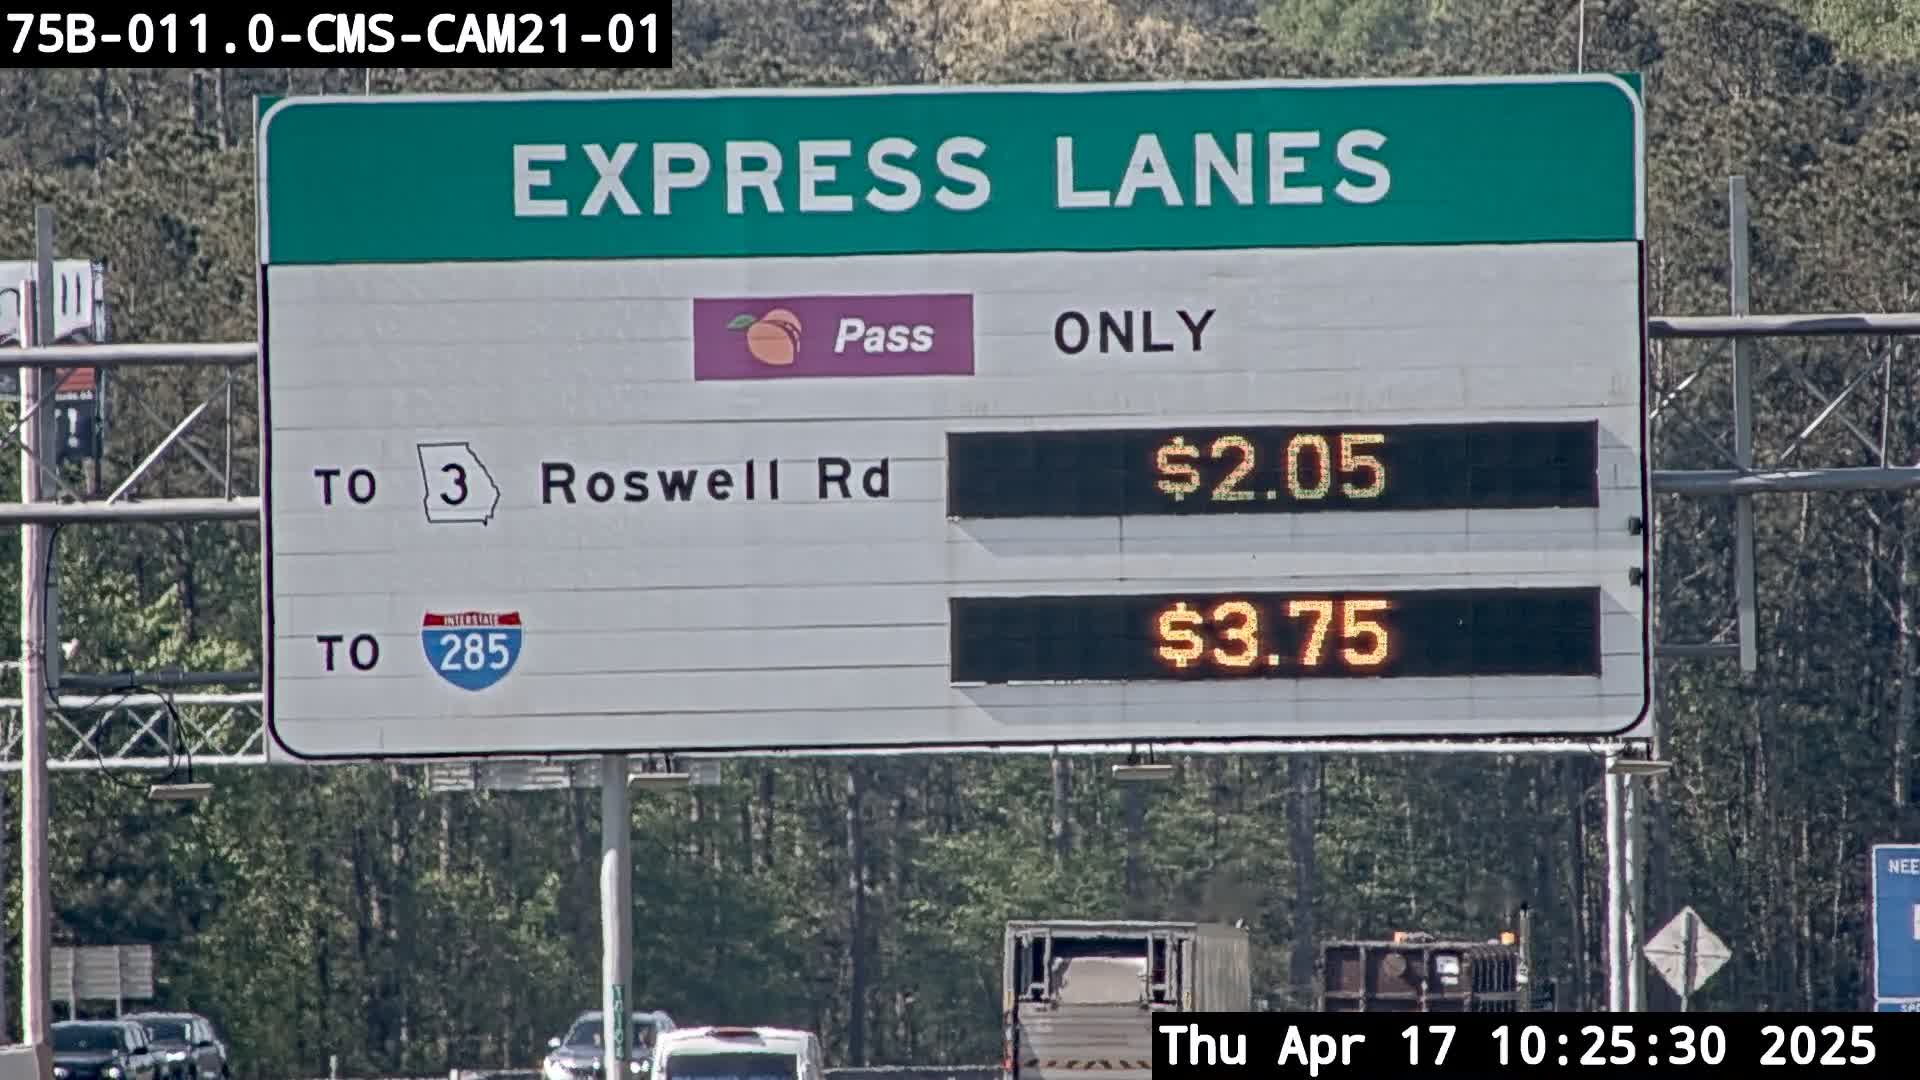 75B-011.0-CMS-CAM21-01
EXPRESS LANES
Pass ONLY
TO 3 Roswell Rd $2.05
INTERSTATE
TO 285 $3.75
Thu Apr 17 10:25:30 2025